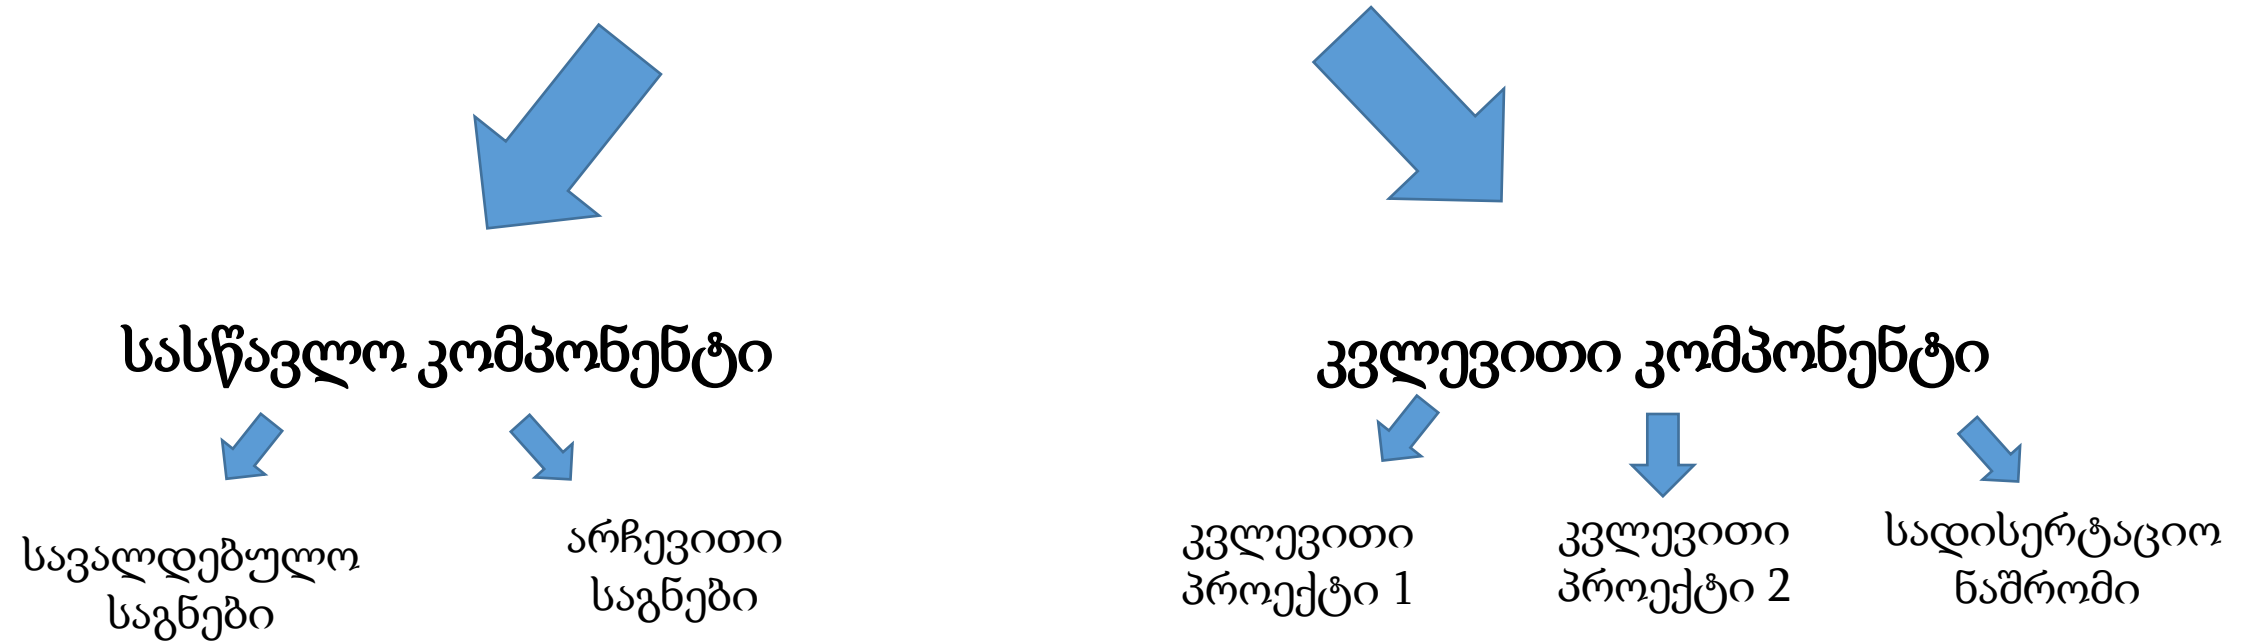 სასწავლო კომპონენტი
სავალდებულო
საგნები
არჩევითი
საგნები
კვლევითი კომპონენტი
კვლევითი
პროექტი 1
კვლევითი
პროექტი 2
სადისერტაციო
ნაშრომი